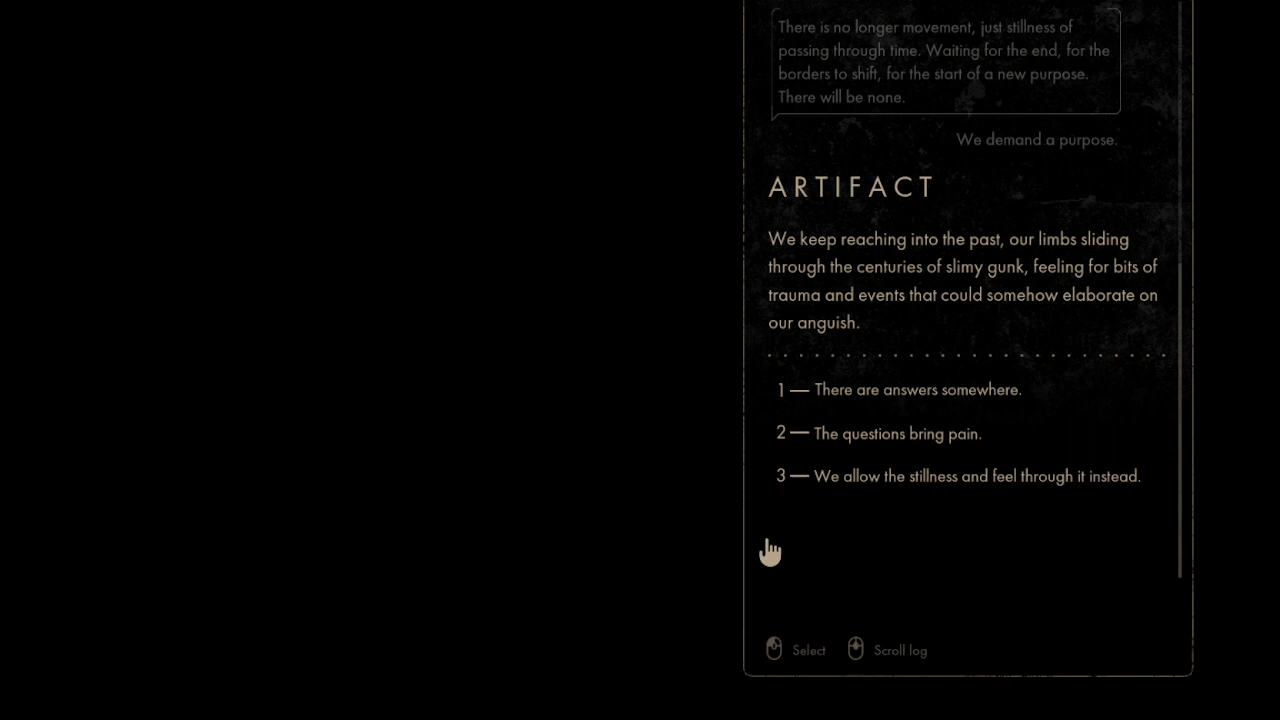 There is no longer movement, just stillness of
passing through time. Waiting for the end, for the
borders to shift, for the start of a new purpose.
There will be none.
We demand a purpose.
ARTIFACT
We keep reaching into the past, our limbs sliding
through the centuries of slimy gunk, feeling for bits of
trauma and events that could somehow elaborate on
our anguish.
1 — There are answers somewhere.
2 — The questions bring pain.
3 — We allow the stillness and feel through it instead.
Select Scroll log